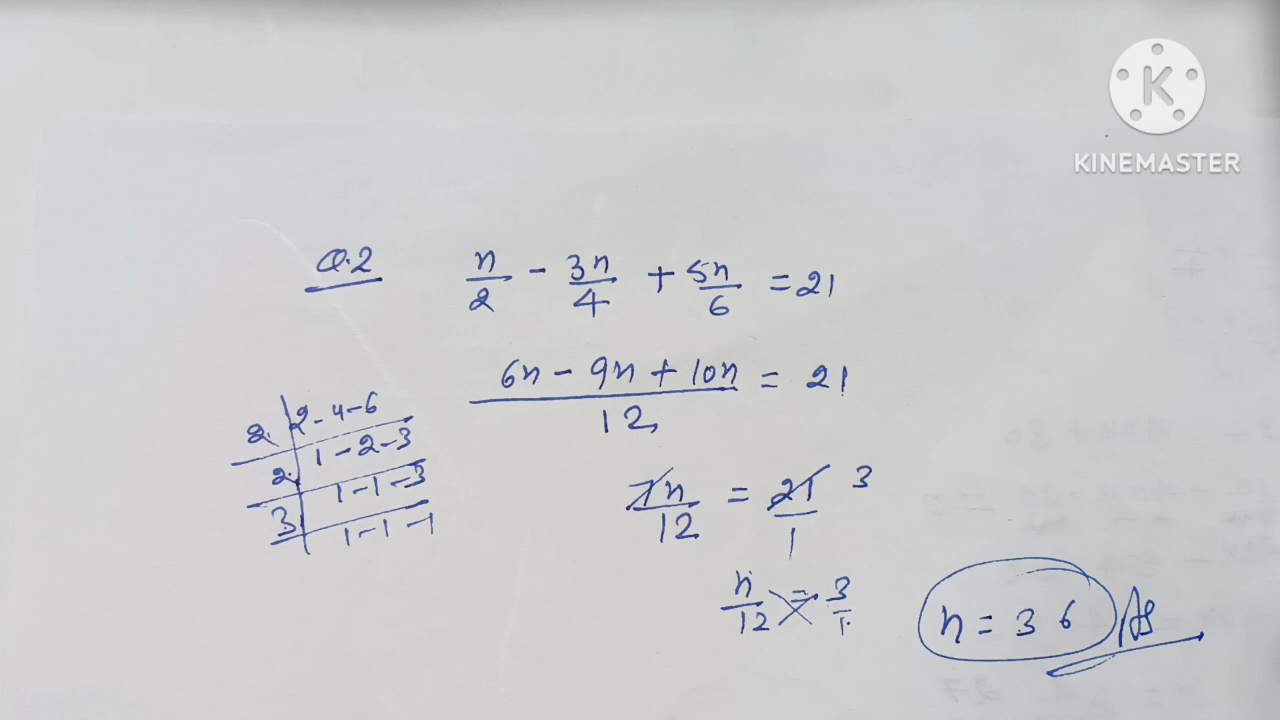 KINEMASTER
Q.2 n/2 - 3n/4 + 5n/6 = 21
(6n - 9n + 10n)/12 = 21
2 | 2-4-6
2 | 1-2-3
3 | 1-1-3
1-1-1
7n/12 = 21/1 3
n/12 = 3/1
n = 36 As